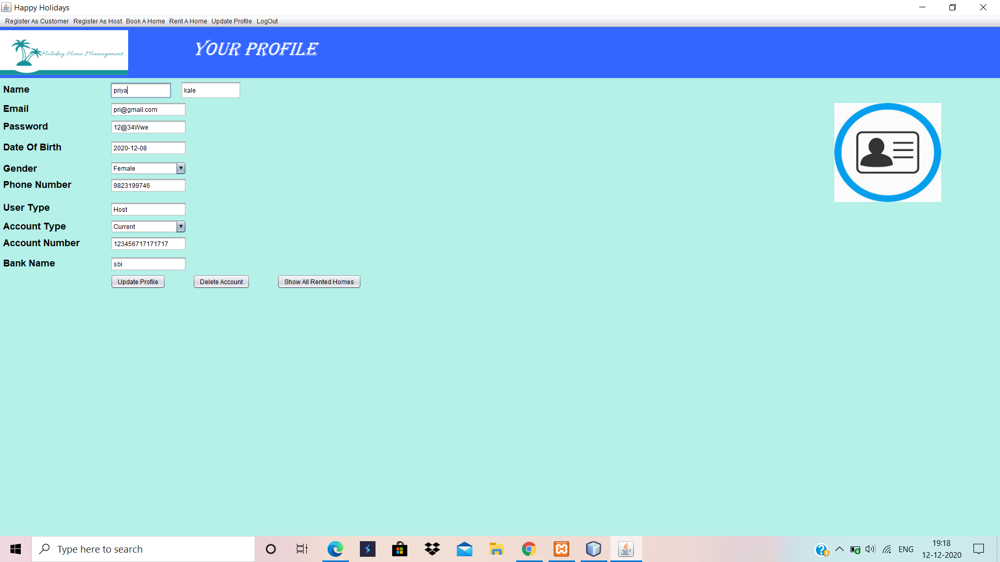 Happy Holidays
Register As Customer Register As Host Book A Home Rent A Home Update Profile LogOut
Holiday Home Management
YOUR PROFILE
Name priya kale
Email pri@gmail.com
Password 12@34Wwe
Date Of Birth 2020-12-08
Gender Female
Phone Number 9823199746
User Type Host
Account Type Current
Account Number 123456717171717
Bank Name sbi
Update Profile Delete Account Show All Rented Homes
Type here to search
ENG
19:18
12-12-2020